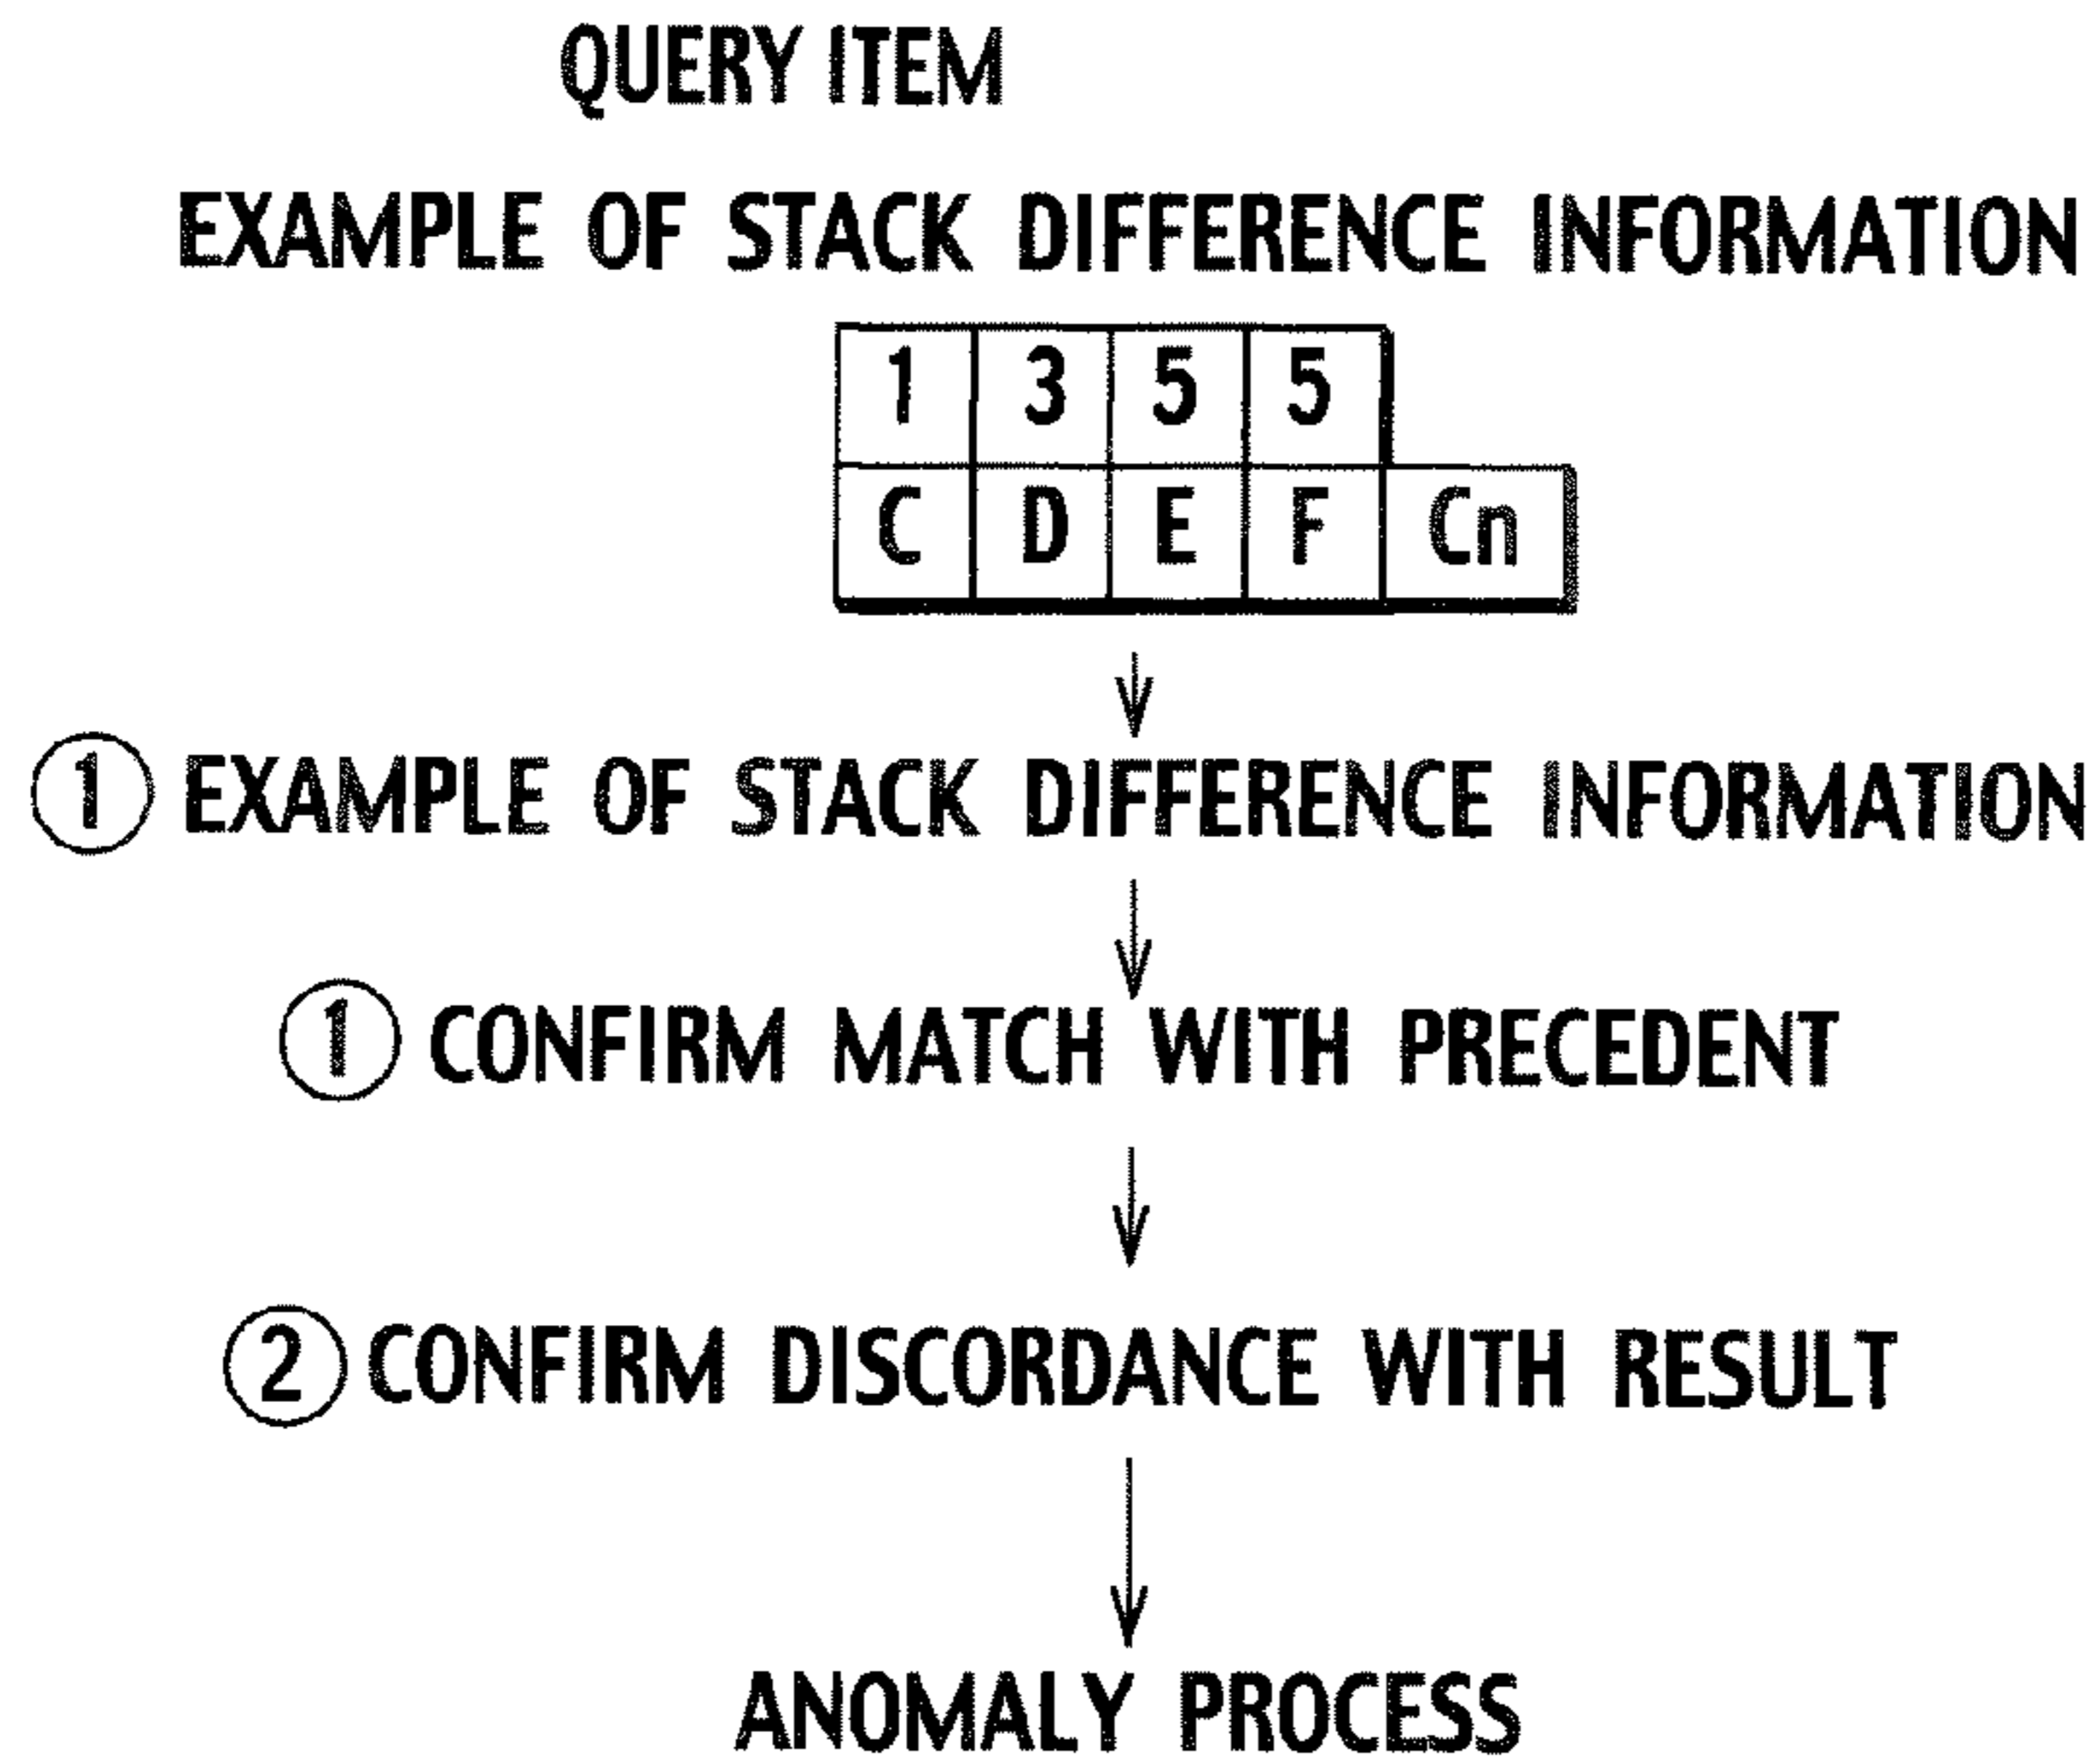 QUERY ITEM
EXAMPLE OF STACK DIFFERENCE INFORMATION
1 3 5 5
C D E F Cn
① EXAMPLE OF STACK DIFFERENCE INFORMATION
① CONFIRM MATCH WITH PRECEDENT
② CONFIRM DISCORDANCE WITH RESULT
ANOMALY PROCESS